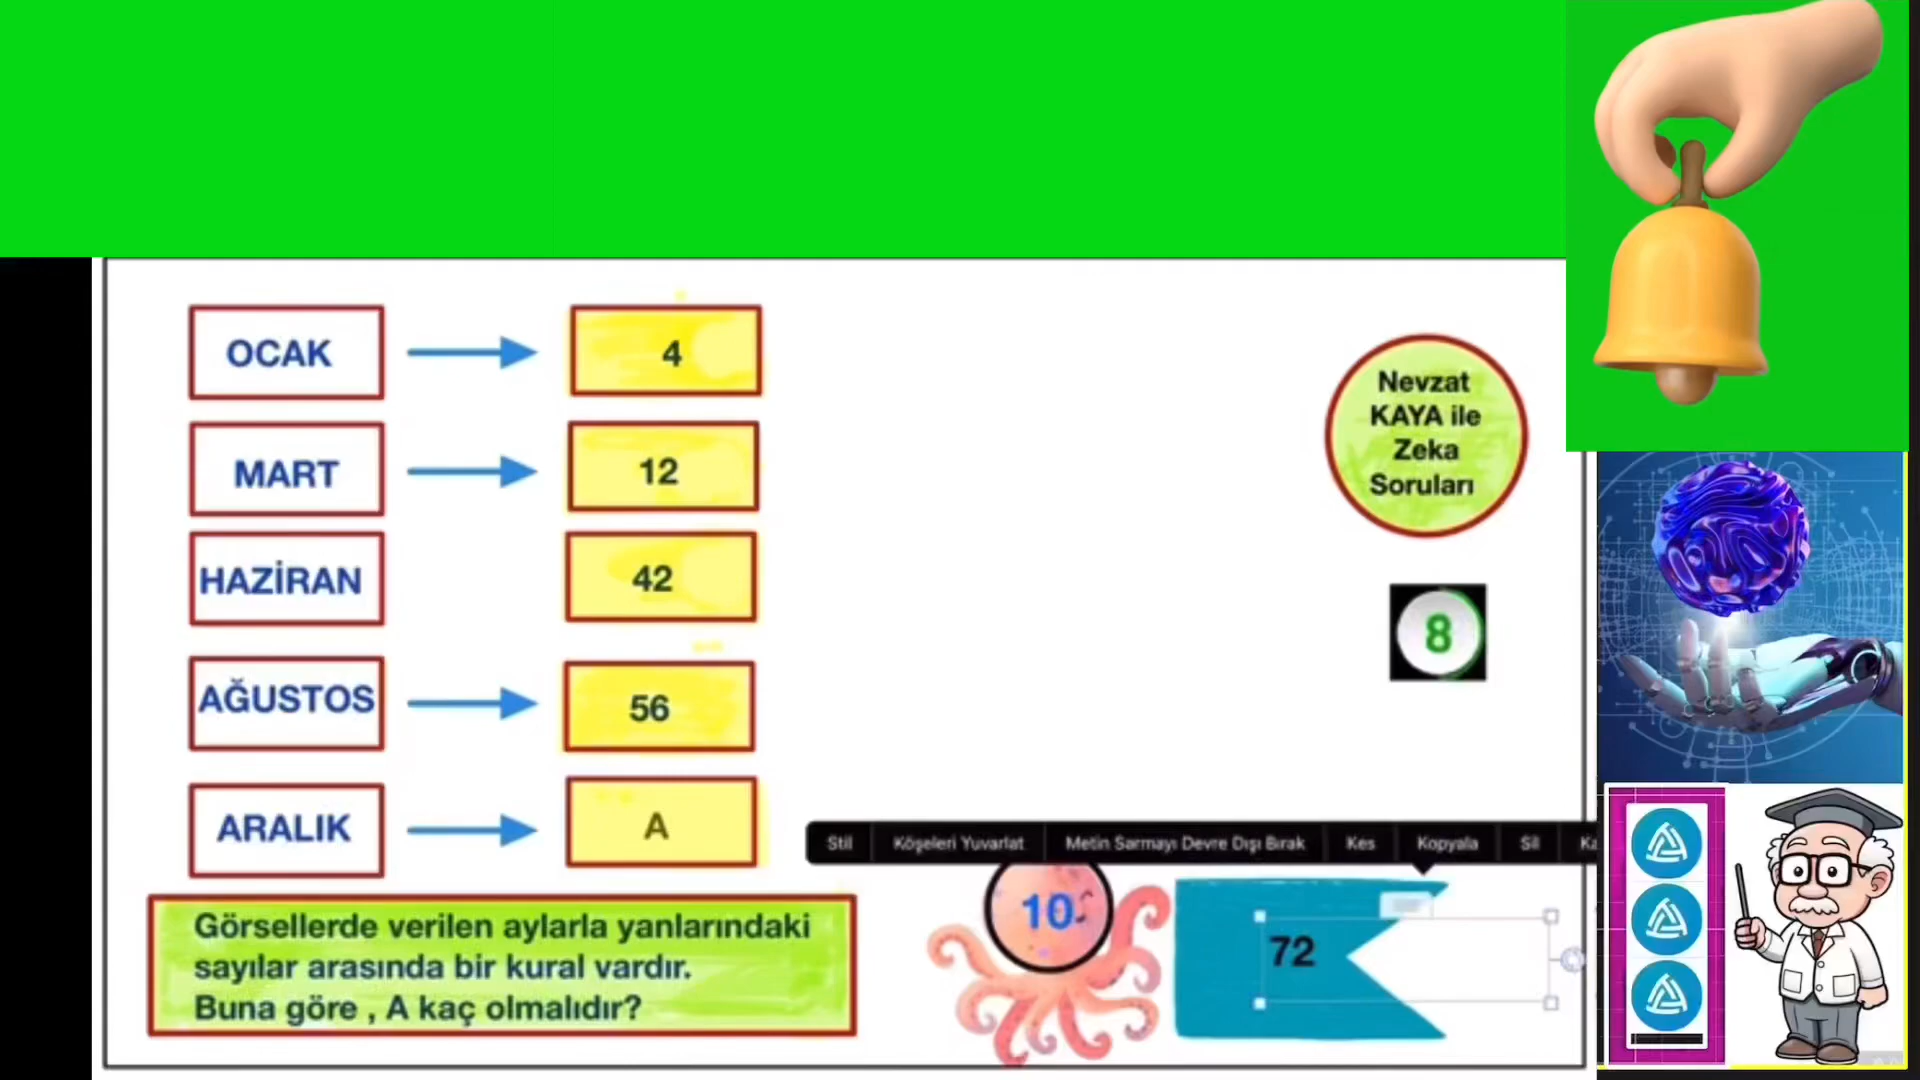 OCAK
4
MART
12
HAZİRAN
42
AĞUSTOS
56
ARALIK
A
Nevzat
KAYA ile
Zeka
Soruları
8
Stil
Köşeleri Yuvarlat
Metin Sarmayı Devre Dışı Bırak
Kes
Kopyala
Sil
Görsellerde verilen aylarla yanlarındaki
sayılar arasında bir kural vardır.
Buna göre , A kaç olmalıdır?
10
72